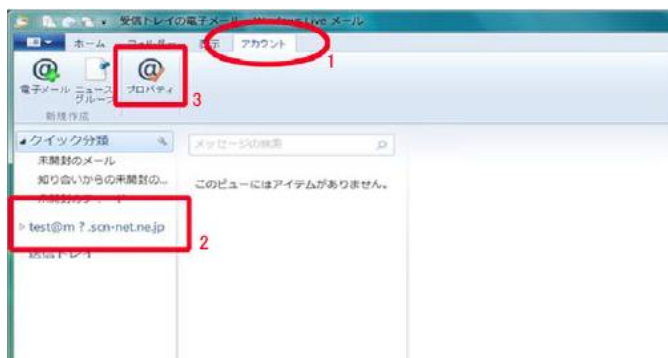 受信トレイの電子メール - Windows Live メール
ホーム フォルダー 表示 アカウント
1
電子メール ニュース グループ プロパティ
3
新規作成
クイック分類
メッセージの検索
未開封のメール
知り合いからの未開封の...
このビューにはアイテムがありません。
test@m ? .scn-net.ne.jp
2
送信トレイ